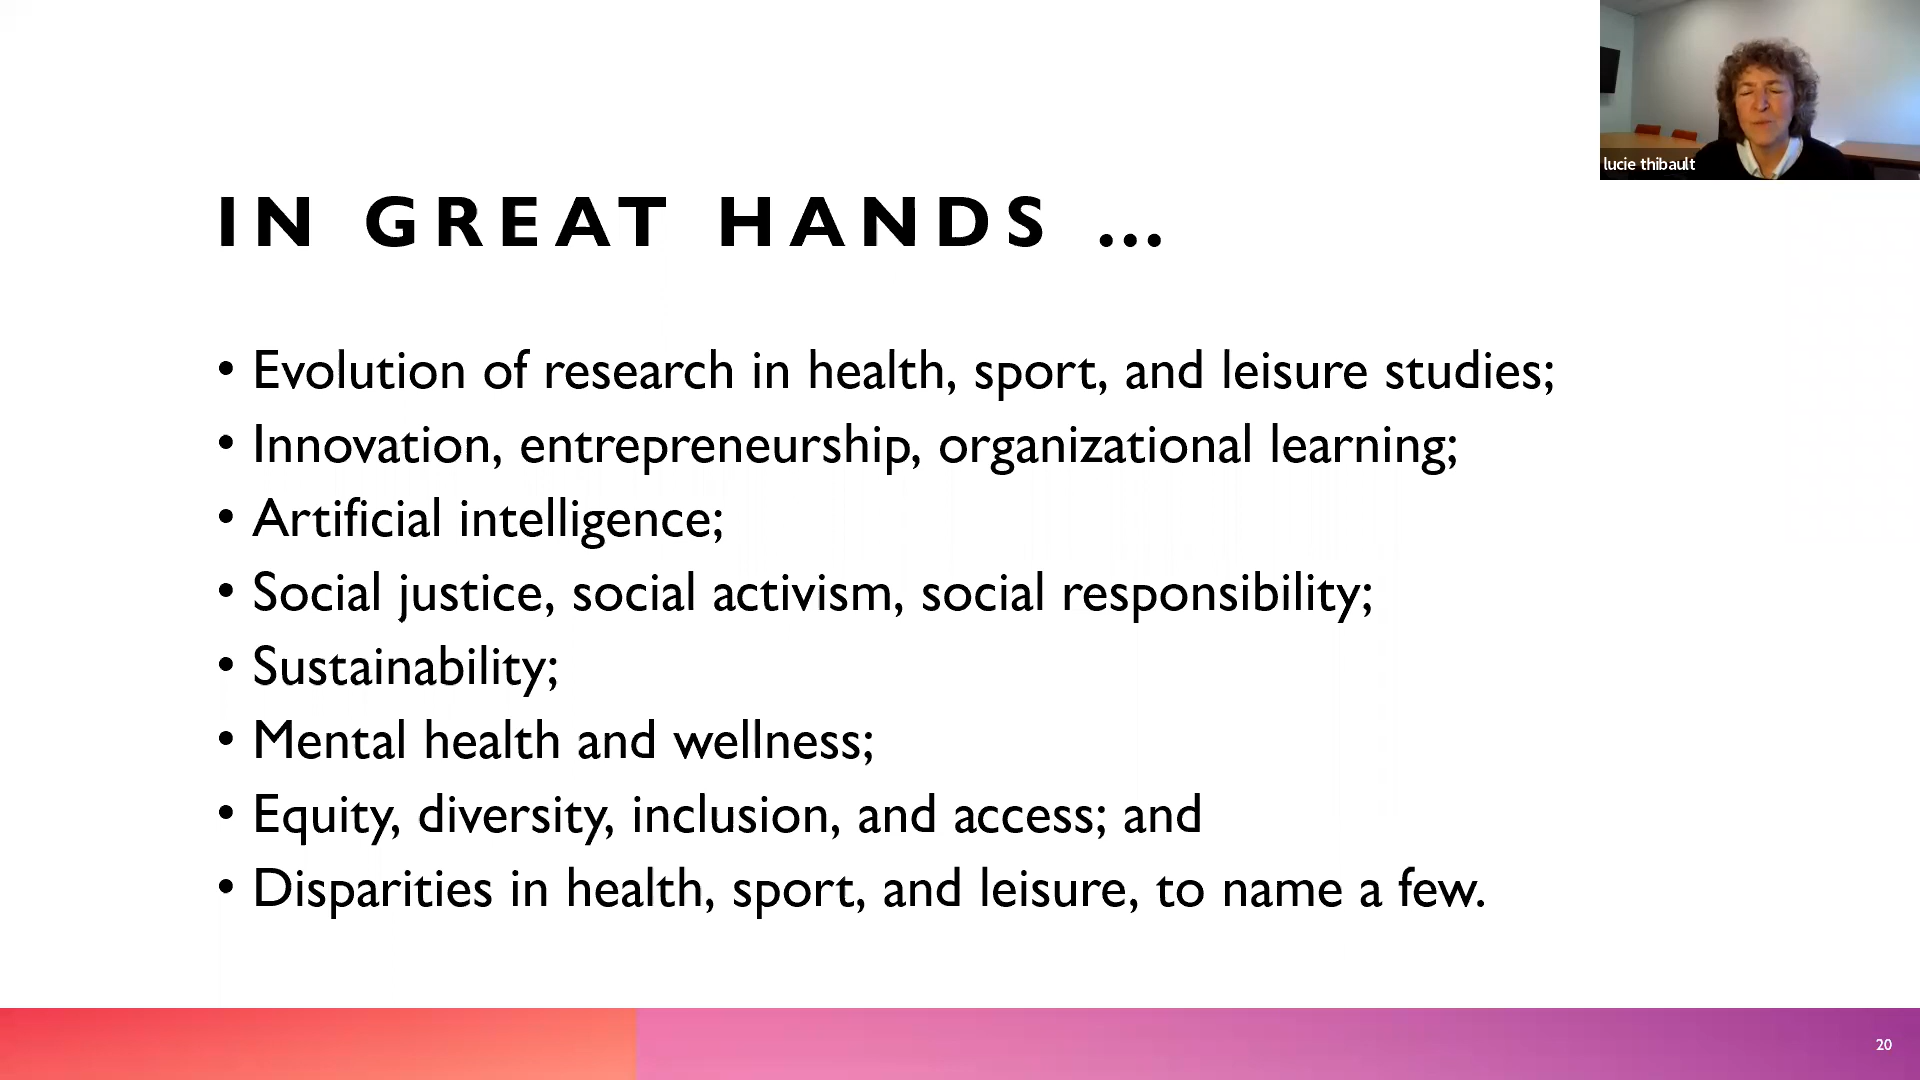 lucie thibault
IN GREAT HANDS ...
• Evolution of research in health, sport, and leisure studies;
• Innovation, entrepreneurship, organizational learning;
• Artificial intelligence;
• Social justice, social activism, social responsibility;
• Sustainability;
• Mental health and wellness;
• Equity, diversity, inclusion, and access; and
• Disparities in health, sport, and leisure, to name a few.
20